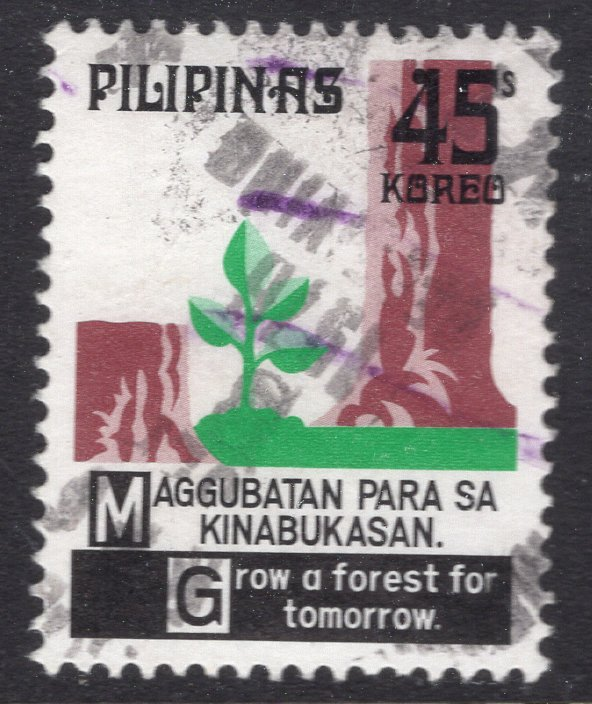 PILIPINAS
45s
KOREO
MAGGUBATAN PARA SA
KINABUKASAN.
Grow a forest for
tomorrow.